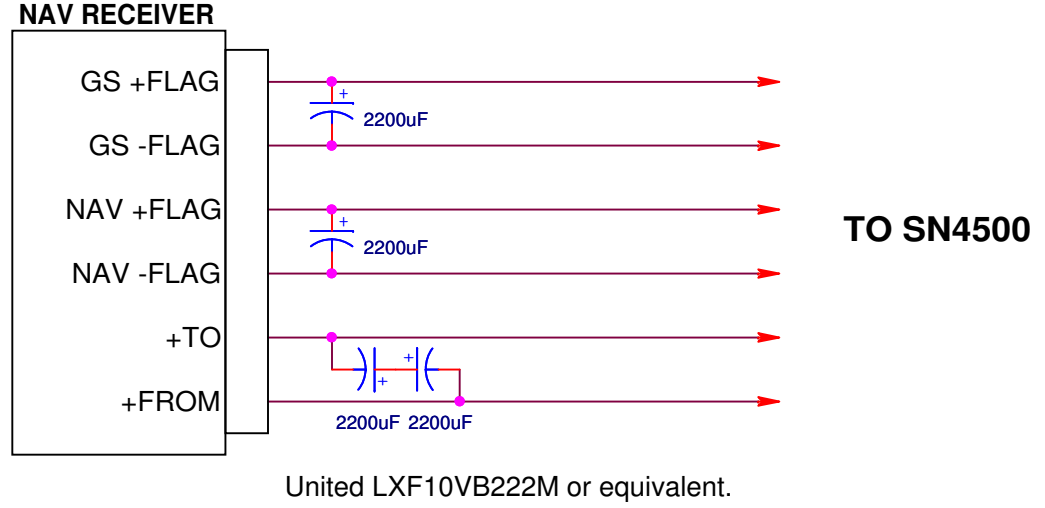 NAV RECEIVER
GS +FLAG
+
2200uF
GS -FLAG
NAV +FLAG
+
2200uF
NAV -FLAG
TO SN4500
+TO
+
+
+FROM
2200uF 2200uF
United LXF10VB222M or equivalent.